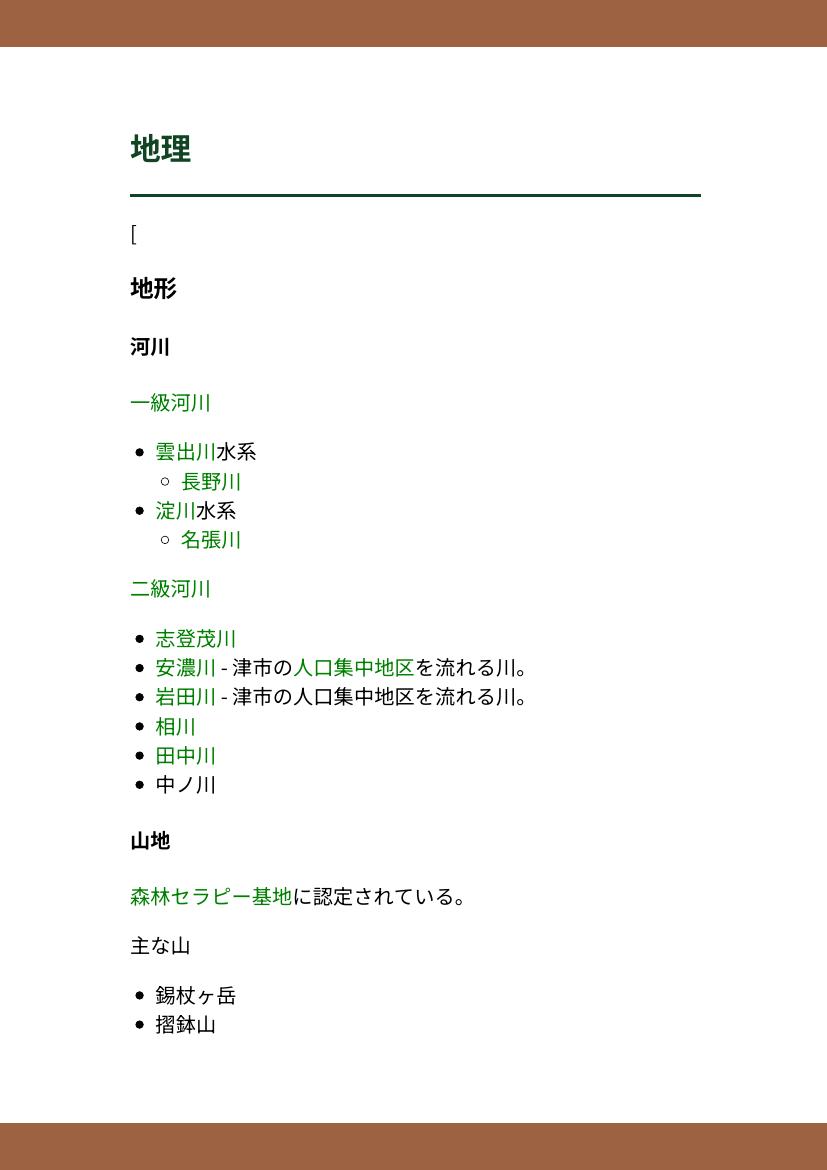 地理
[
地形
河川
一級河川
雲出川水系
長野川
淀川水系
名張川
二級河川
志登茂川
安濃川 - 津市の人口集中地区を流れる川。
岩田川 - 津市の人口集中地区を流れる川。
相川
田中川
中ノ川
山地
森林セラピー基地に認定されている。
主な山
錫杖ヶ岳
摺鉢山